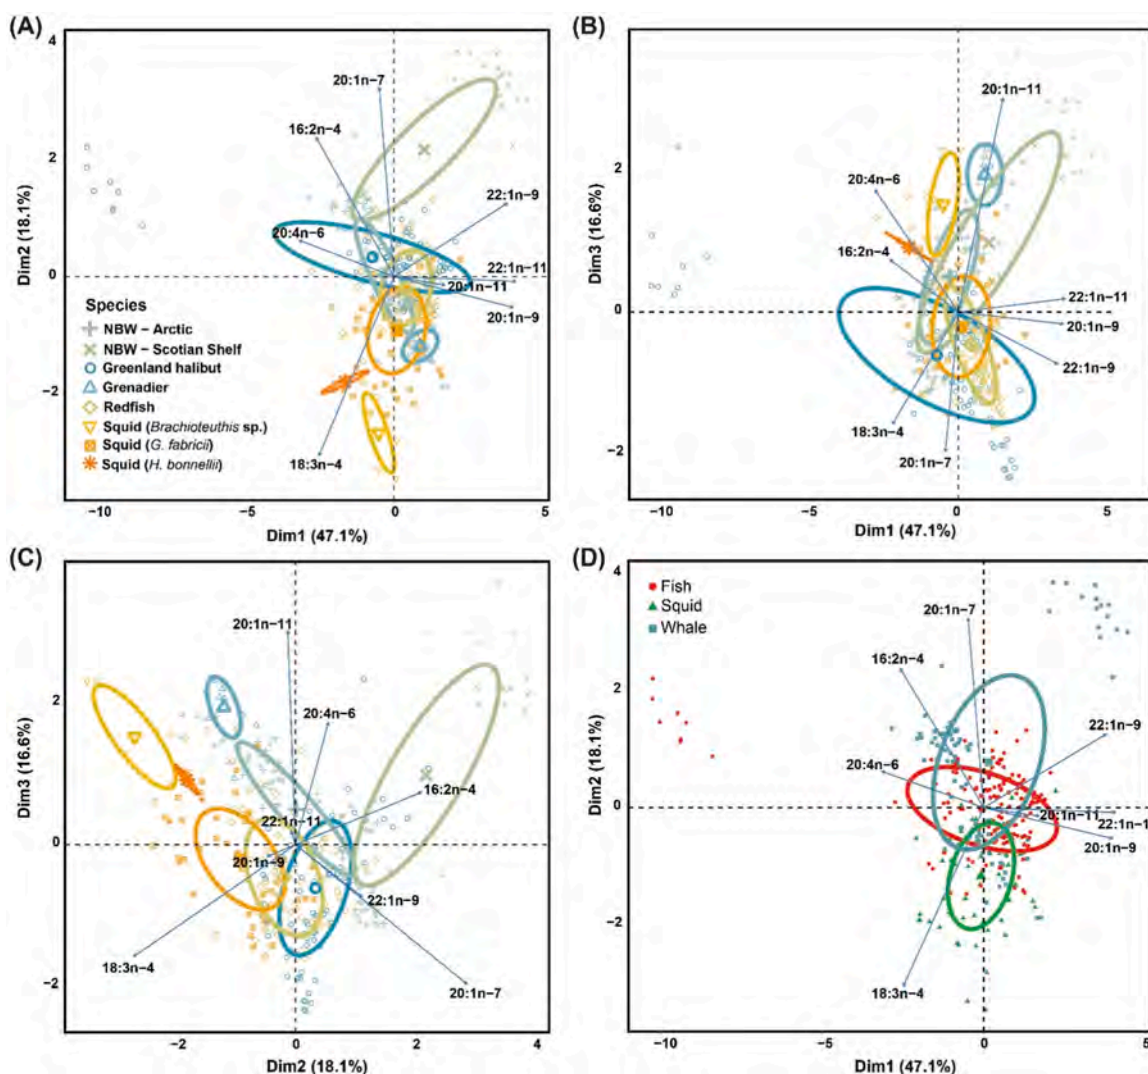 (A)
4
20:1n−7
16:2n−4
22:1n−9
20:4n−6
22:1n−11
20:1n−11
20:1n−9
18:3n−4
2
0
−2
Dim2 (18.1%)
Species
NBW − Arctic
NBW − Scotian Shelf
Greenland halibut
Grenadier
Redfish
Squid (Brachioteuthis sp.)
Squid (G. fabricii)
Squid (H. bonnellii)
−10
−5
0
5
Dim1 (47.1%)
(B)
20:1n−11
20:4n−6
16:2n−4
22:1n−11
20:1n−9
22:1n−9
18:3n−4
20:1n−7
2
0
−2
Dim3 (16.6%)
−10
−5
0
5
Dim1 (47.1%)
(C)
20:1n−11
20:4n−6
16:2n−4
22:1n−11
20:1n−9
22:1n−9
18:3n−4
20:1n−7
2
0
−2
Dim3 (16.6%)
−2
0
2
4
Dim2 (18.1%)
(D)
4
Fish
Squid
Whale
20:1n−7
16:2n−4
22:1n−9
20:4n−6
20:1n−11
22:1n−1
20:1n−9
18:3n−4
2
0
−2
Dim2 (18.1%)
−10
−5
0
5
Dim1 (47.1%)